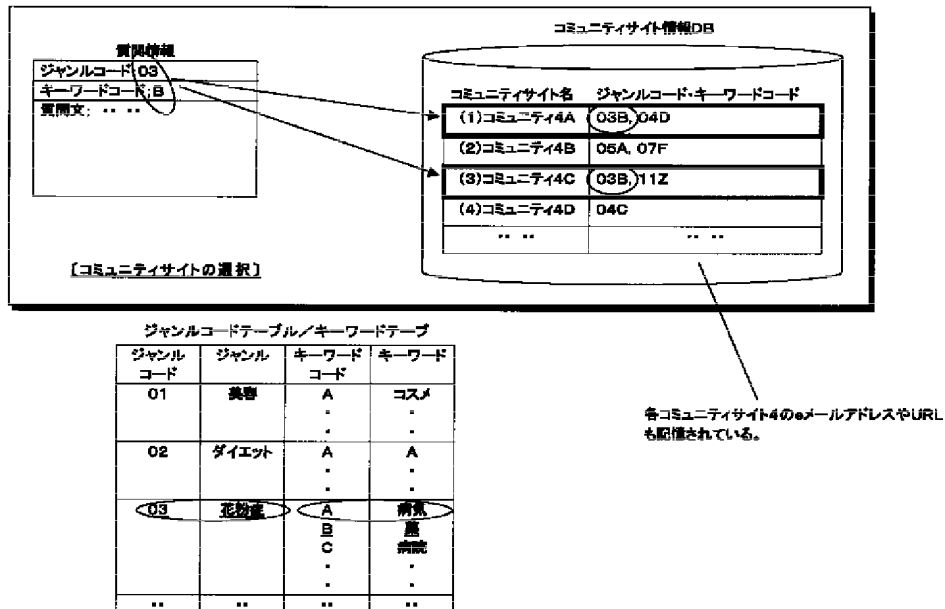 コミュニティサイト情報DB
質問情報
ジャンルコード;03
キーワードコード;B
質問文; ‥ ‥
コミュニティサイト名 ジャンルコード・キーワードコード
(1)コミュニティ4A 03B, 04D
(2)コミュニティ4B 05A, 07F
(3)コミュニティ4C 03B, 11Z
(4)コミュニティ4D 04C
‥ ‥ ‥ ‥
〔コミュニティサイトの選択〕
ジャンルコードテーブル/キーワードテーブ
ジャンルコード ジャンル キーワードコード キーワード
01 美容 A コスメ
・ ・
・ ・
02 ダイエット A A
・ ・
・ ・
03 花粉症 A 病気
B 薬
C 病院
・ ・
・ ・
‥ ‥ ‥ ‥
各コミュニティサイト4のeメールアドレスやURL
も記憶されている。